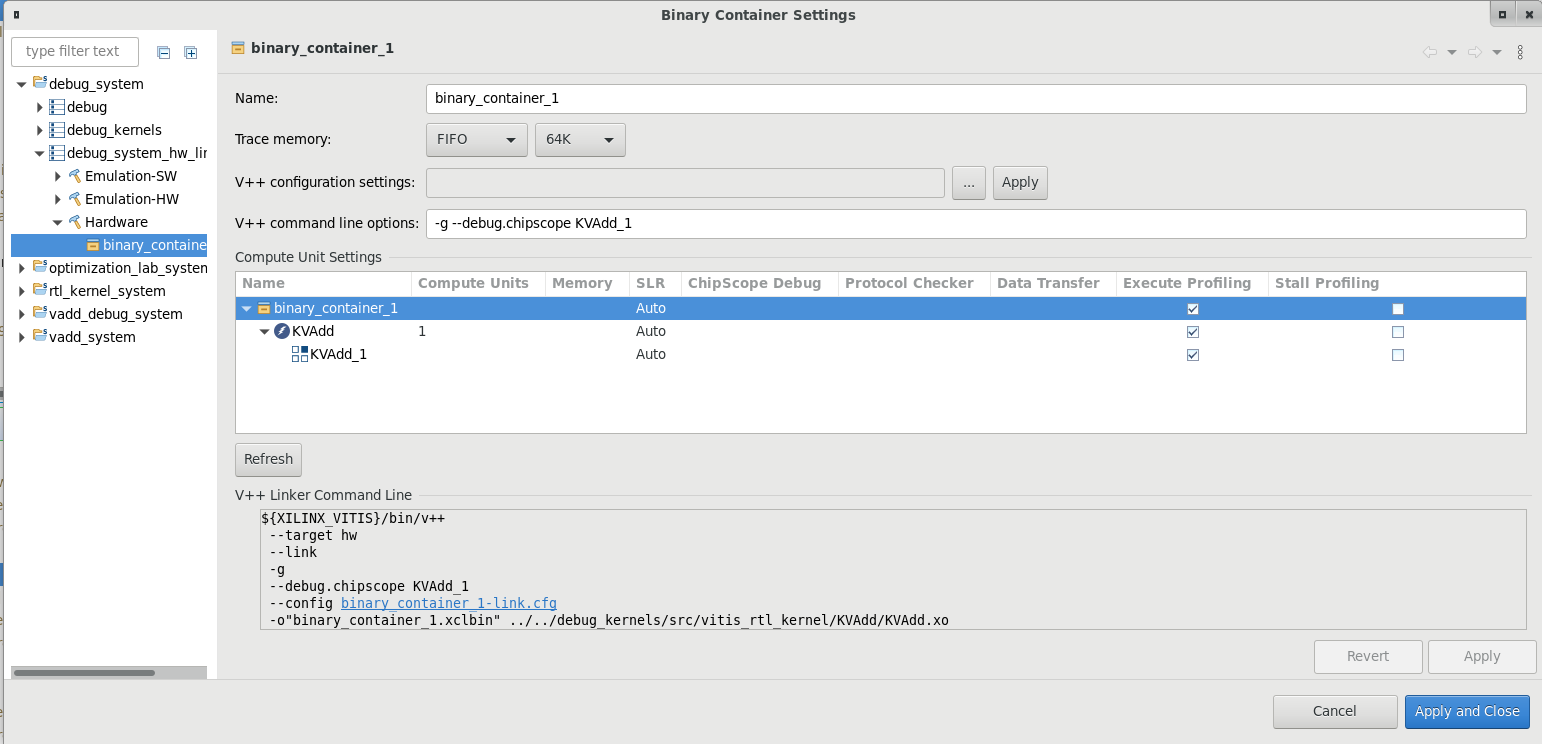 Binary Container Settings
type filter text
debug_system
debug
debug_kernels
debug_system_hw_lin
Emulation-SW
Emulation-HW
Hardware
binary_containe
optimization_lab_system
rtl_kernel_system
vadd_debug_system
vadd_system
binary_container_1
Name: binary_container_1
Trace memory: FIFO 64K
V++ configuration settings: ... Apply
V++ command line options: -g --debug.chipscope KVAdd_1
Compute Unit Settings
Name Compute Units Memory SLR ChipScope Debug Protocol Checker Data Transfer Execute Profiling Stall Profiling
binary_container_1 Auto
KVAdd 1 Auto
KVAdd_1 Auto
Refresh
V++ Linker Command Line
${XILINX_VITIS}/bin/v++
--target hw
--link
-g
--debug.chipscope KVAdd_1
--config binary_container_1-link.cfg
-o"binary_container_1.xclbin" ../../debug_kernels/src/vitis_rtl_kernel/KVAdd/KVAdd.xo
Revert Apply
Cancel Apply and Close